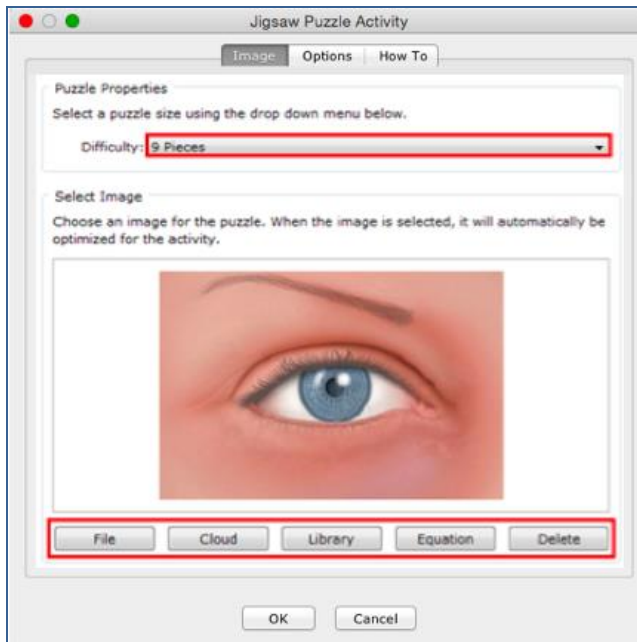 Jigsaw Puzzle Activity
Image Options How To
Puzzle Properties
Select a puzzle size using the drop down menu below.
Difficulty: 9 Pieces
Select Image
Choose an image for the puzzle. When the image is selected, it will automatically be
optimized for the activity.
File Cloud Library Equation Delete
OK Cancel